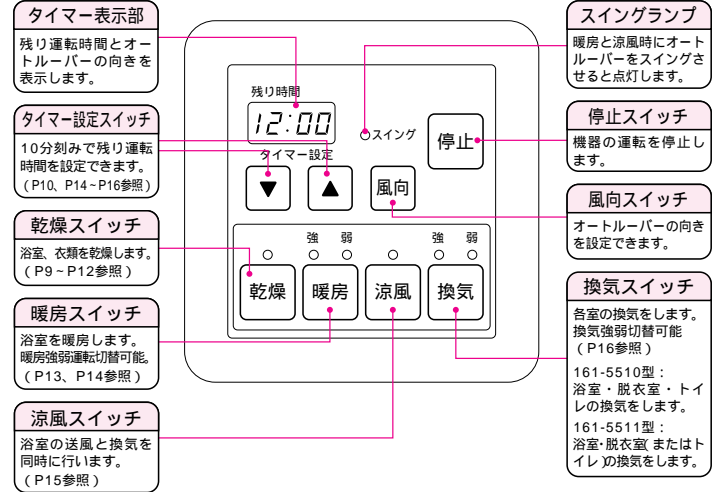 タイマー表示部
残り運転時間とオー
トルーバーの向きを
表示します。
タイマー設定スイッチ
10分刻みで残り運転
時間を設定できます。
(P10、P14~P16参照)
乾燥スイッチ
浴室、衣類を乾燥します。
(P9~P12参照)
暖房スイッチ
浴室を暖房します。
暖房強弱運転切替可能。
(P13、P14参照)
涼風スイッチ
浴室の送風と換気を
同時に行います。
(P15参照)
残り時間
12:00
スイング
停止
タイマー設定
▼
▲
風向
強 弱
強 弱
乾燥
暖房
涼風
換気
スイングランプ
暖房と涼風時にオート
ルーバーをスイングさ
せると点灯します。
停止スイッチ
機器の運転を停止し
ます。
風向スイッチ
オートルーバーの向き
を設定できます。
換気スイッチ
各室の換気をします。
換気強弱切替可能
(P16参照)
161-5510型:
浴室・脱衣室・トイ
レの換気をします。
161-5511型:
浴室・脱衣室(またはト
イレ)の換気をします。